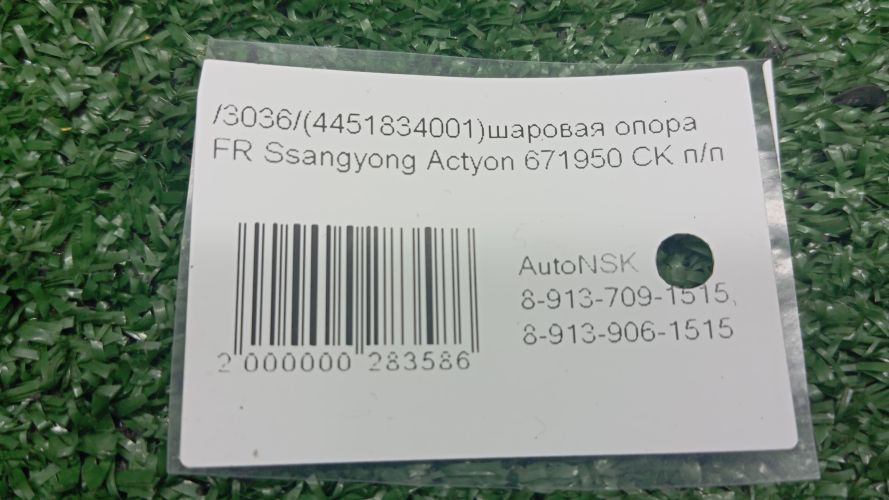 /3036/(4451834001)шаровая опора
FR Ssangyong Actyon 671950 CK п/п
AutoNSK
8-913-709-1515,
8-913-906-1515
2 000000 283586